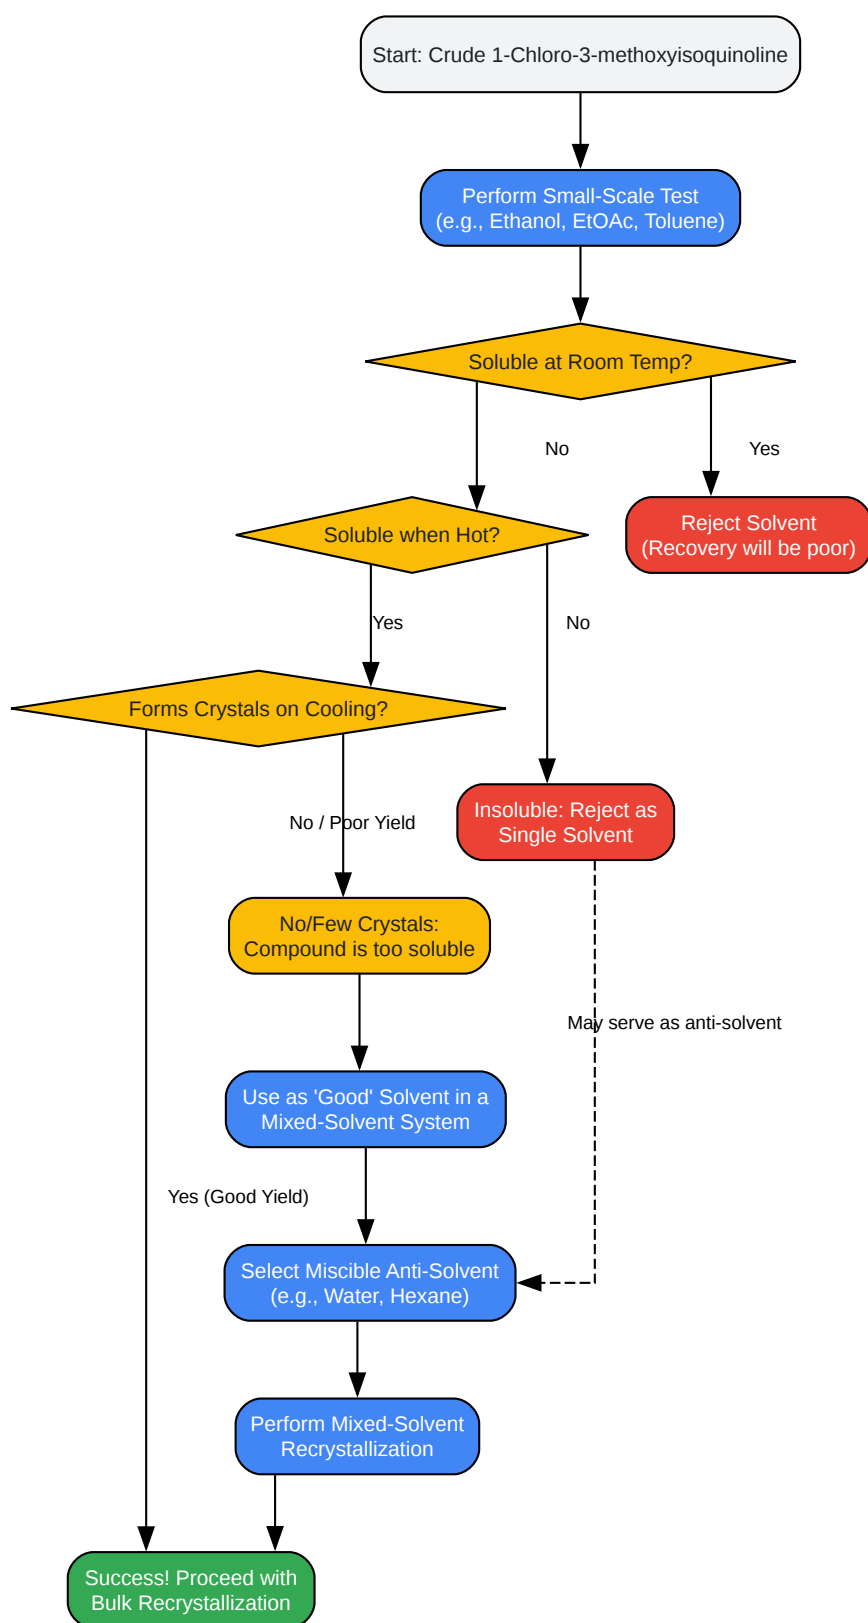 Start: Crude 1-Chloro-3-methoxyisoquinoline
Perform Small-Scale Test
(e.g., Ethanol, EtOAc, Toluene)
Soluble at Room Temp?
No
Yes
Soluble when Hot?
Reject Solvent
(Recovery will be poor)
Yes
No
Forms Crystals on Cooling?
No / Poor Yield
Insoluble: Reject as
Single Solvent
No/Few Crystals:
Compound is too soluble
May serve as anti-solvent
Use as 'Good' Solvent in a
Mixed-Solvent System
Yes (Good Yield)
Select Miscible Anti-Solvent
(e.g., Water, Hexane)
Perform Mixed-Solvent
Recrystallization
Success! Proceed with
Bulk Recrystallization